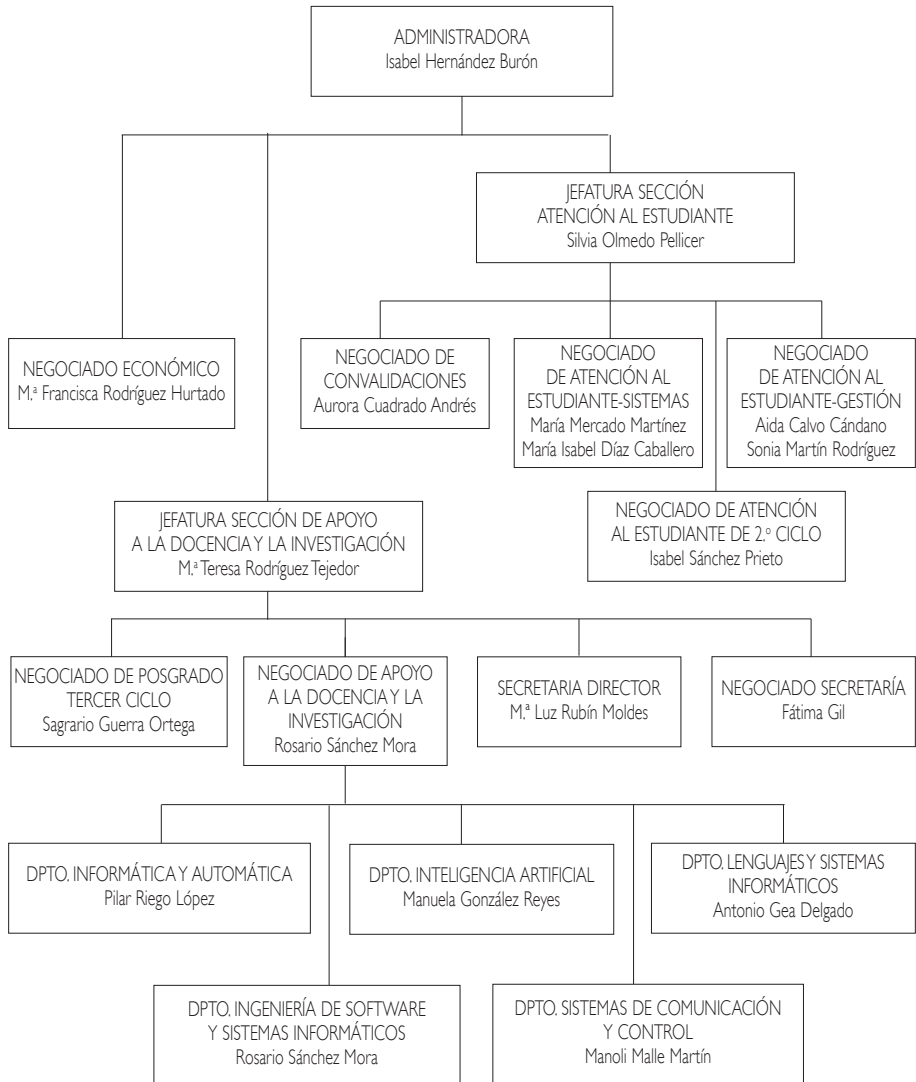 ADMINISTRADORA
Isabel Hernández Burón
JEFATURA SECCIÓN
ATENCIÓN AL ESTUDIANTE
Silvia Olmedo Pellicer
NEGOCIADO ECONÓMICO
M.ª Francisca Rodríguez Hurtado
NEGOCIADO DE
CONVALIDACIONES
Aurora Cuadrado Andrés
NEGOCIADO
DE ATENCIÓN AL
ESTUDIANTE-SISTEMAS
María Mercado Martínez
María Isabel Díaz Caballero
NEGOCIADO
DE ATENCIÓN AL
ESTUDIANTE-GESTIÓN
Aida Calvo Cándano
Sonia Martín Rodríguez
NEGOCIADO DE ATENCIÓN
AL ESTUDIANTE DE 2.º CICLO
Isabel Sánchez Prieto
JEFATURA SECCIÓN DE APOYO
A LA DOCENCIA Y LA INVESTIGACIÓN
M.ª Teresa Rodríguez Tejedor
NEGOCIADO DE POSGRADO
TERCER CICLO
Sagrario Guerra Ortega
NEGOCIADO DE APOYO
A LA DOCENCIA Y LA
INVESTIGACIÓN
Rosario Sánchez Mora
SECRETARIA DIRECTOR
M.ª Luz Rubín Moldes
NEGOCIADO SECRETARÍA
Fátima Gil
DPTO. INFORMÁTICA Y AUTOMÁTICA
Pilar Riego López
DPTO. INTELIGENCIA ARTIFICIAL
Manuela González Reyes
DPTO. LENGUAJES Y SISTEMAS
INFORMÁTICOS
Antonio Gea Delgado
DPTO. INGENIERÍA DE SOFTWARE
Y SISTEMAS INFORMÁTICOS
Rosario Sánchez Mora
DPTO. SISTEMAS DE COMUNICACIÓN
Y CONTROL
Manoli Malle Martín